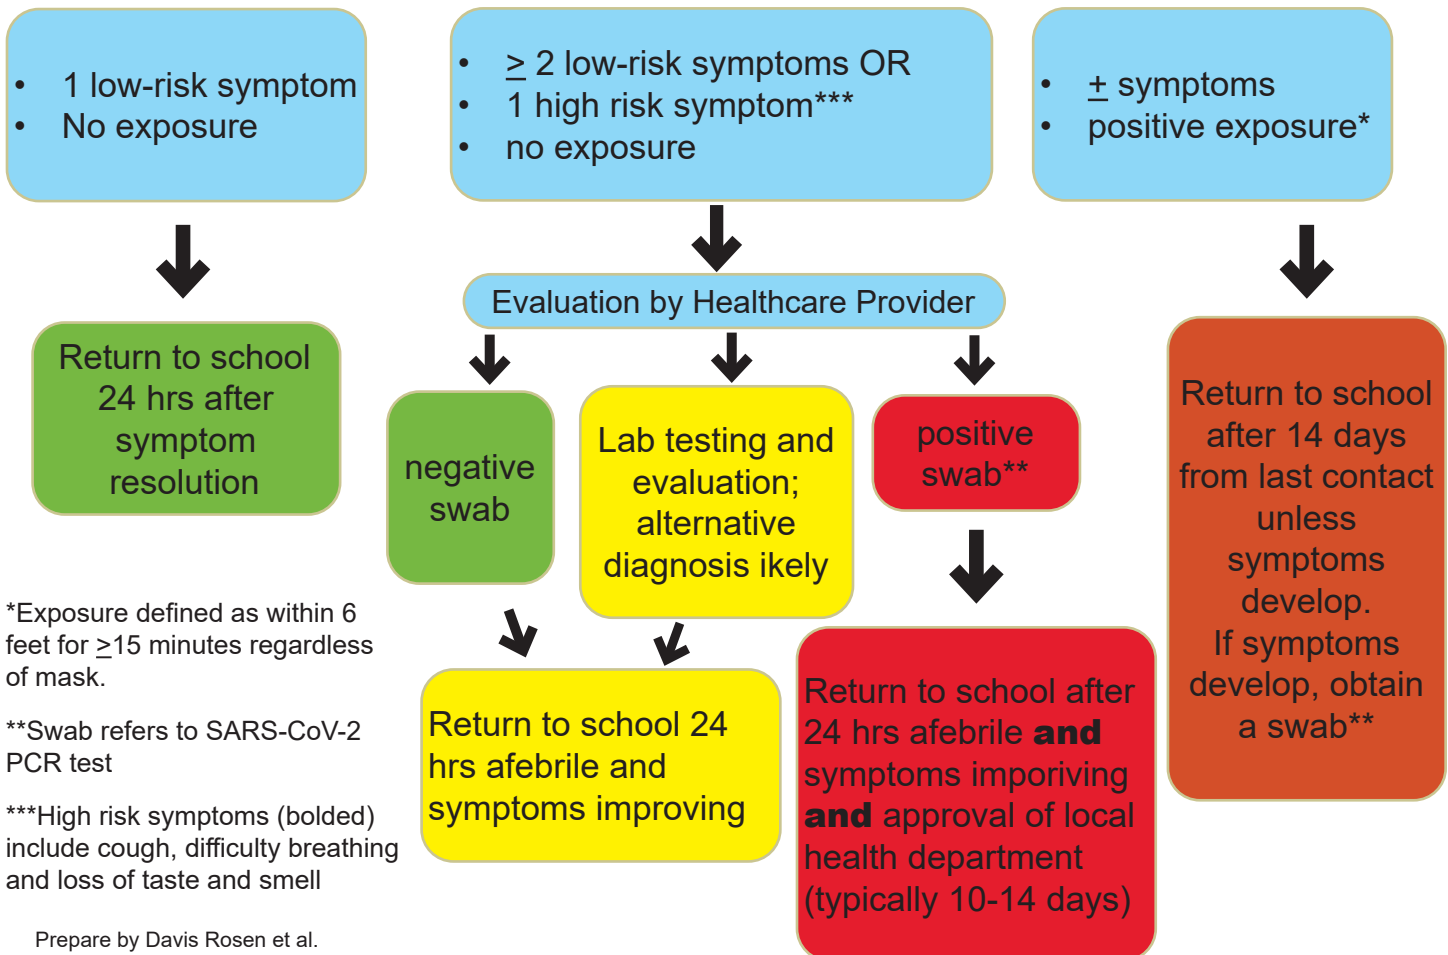 • 1 low-risk symptom
• No exposure
• ≥ 2 low-risk symptoms OR
• 1 high risk symptom***
• no exposure
• ± symptoms
• positive exposure*
Evaluation by Healthcare Provider
Return to school
24 hrs after
symptom
resolution
negative
swab
Lab testing and
evaluation;
alternative
diagnosis ikely
positive
swab**
Return to school
after 14 days
from last contact
unless
symptoms
develop.
If symptoms
develop, obtain
a swab**
Return to school 24
hrs afebrile and
symptoms improving
Return to school after
24 hrs afebrile and
symptoms imporiving
and approval of local
health department
(typically 10-14 days)
*Exposure defined as within 6
feet for ≥15 minutes regardless
of mask.
**Swab refers to SARS-CoV-2
PCR test
***High risk symptoms (bolded)
include cough, difficulty breathing
and loss of taste and smell
Prepare by Davis Rosen et al.